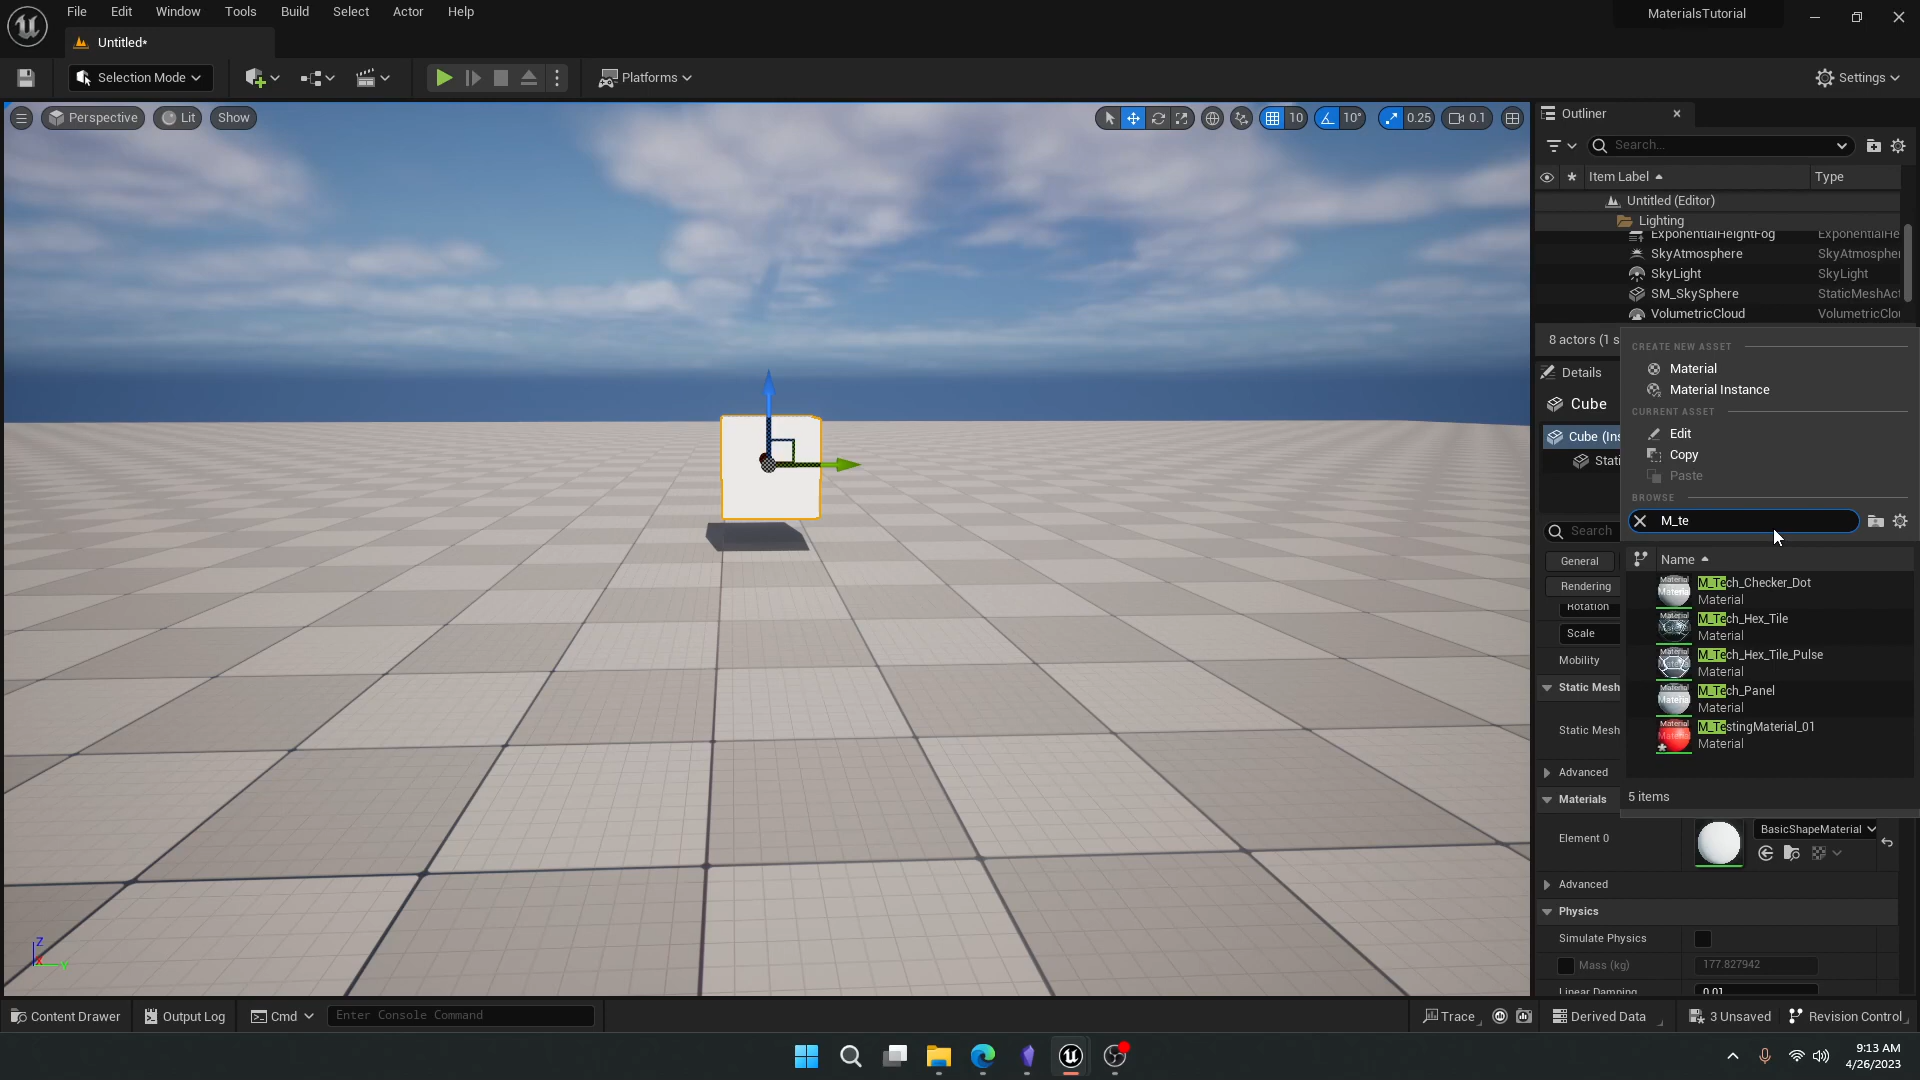 File Edit Window Tools Build Select Actor Help
MaterialsTutorial
Untitled*
Selection Mode
Platforms
Settings
Perspective
Lit
Show
10
10°
0.25
0.1
Outliner
Search...
Item Label
Type
Untitled (Editor)
Lighting
ExponentialHeightFog ExponentialHe
SkyAtmosphere SkyAtmospher
SkyLight SkyLight
SM_SkySphere StaticMeshAct
VolumetricCloud VolumetricClou
8 actors (1 s
CREATE NEW ASSET
Material
Material Instance
CURRENT ASSET
Edit
Copy
Paste
BROWSE
M_te
Name
M_Tech_Checker_Dot
Material
M_Tech_Hex_Tile
Material
M_Tech_Hex_Tile_Pulse
Material
M_Tech_Panel
Material
M_TestingMaterial_01
Material
5 items
Details
Cube
Cube (Ins
Stati
Search
General
Rendering
Rotation
Scale
Mobility
Static Mesh
Static Mesh
Advanced
Materials
Element 0
BasicShapeMaterial
Advanced
Physics
Simulate Physics
Mass (kg) 177.827942
Linear Damping 0.01
Z
X
Y
Content Drawer
Output Log
Cmd
Enter Console Command
Trace
Derived Data
3 Unsaved
Revision Control
9:13 AM
4/26/2023